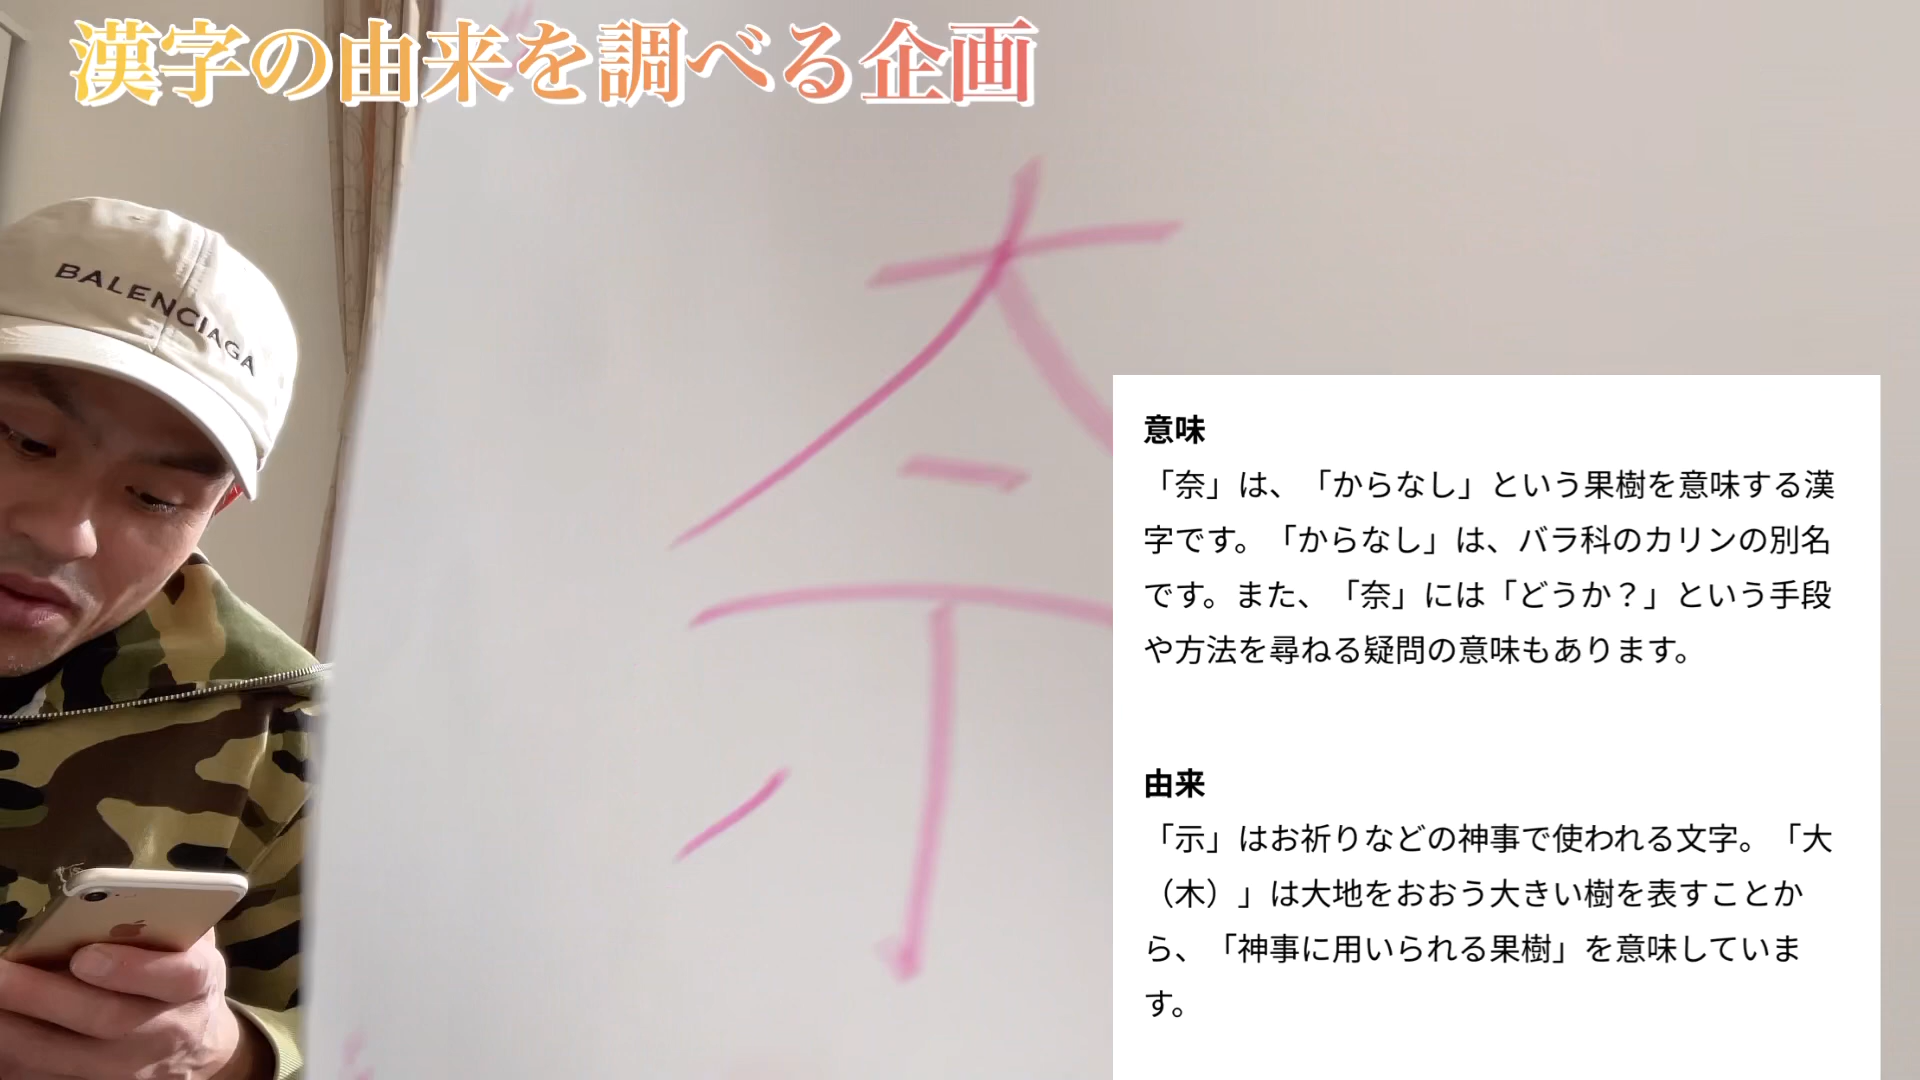 漢字の由来を調べる企画
BALENCIAGA
奈
意味
「奈」は、「からなし」という果樹を意味する漢
字です。「からなし」は、バラ科のカリンの別名
です。また、「奈」には「どうか？」という手段
や方法を尋ねる疑問の意味もあります。
由来
「示」はお祈りなどの神事で使われる文字。「大
（木）」は大地をおおう大きい樹を表すことか
ら、「神事に用いられる果樹」を意味していま
す。